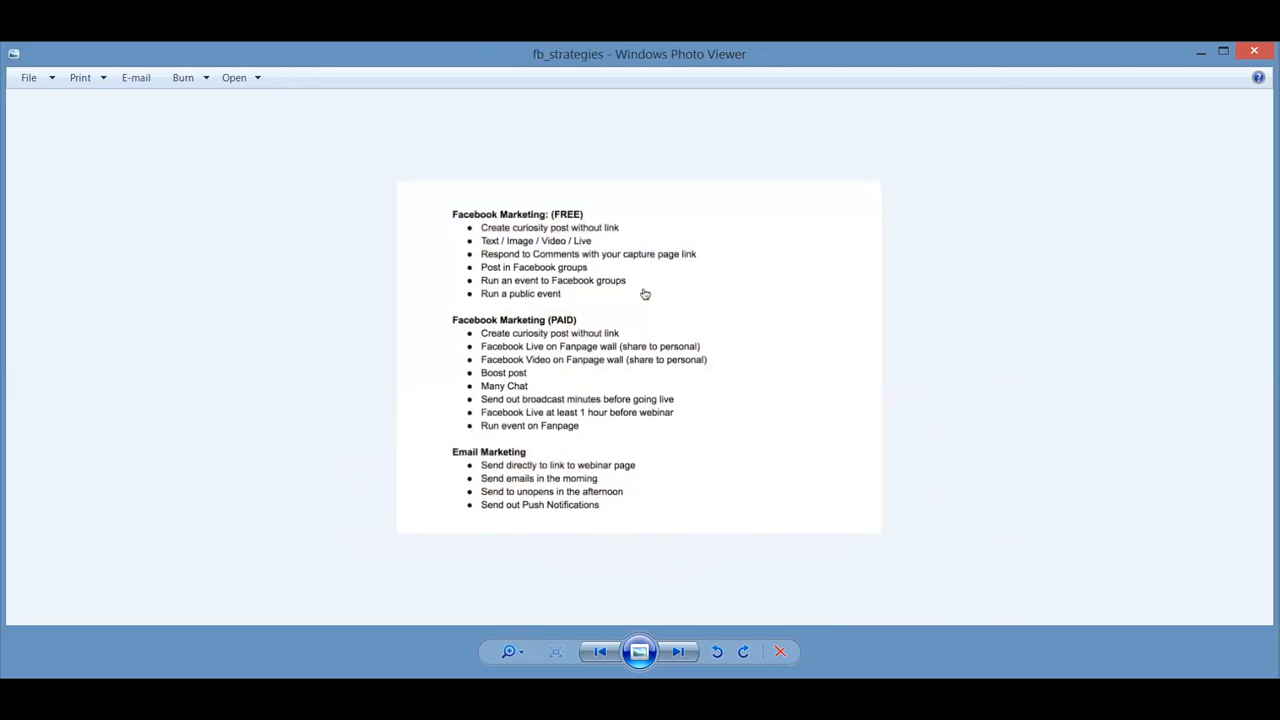 fb_strategies - Windows Photo Viewer
File Print E-mail Burn Open
Facebook Marketing: (FREE)
● Create curiosity post without link
● Text / Image / Video / Live
● Respond to Comments with your capture page link
● Post in Facebook groups
● Run an event to Facebook groups
● Run a public event
Facebook Marketing (PAID)
● Create curiosity post without link
● Facebook Live on Fanpage wall (share to personal)
● Facebook Video on Fanpage wall (share to personal)
● Boost post
● Many Chat
● Send out broadcast minutes before going live
● Facebook Live at least 1 hour before webinar
● Run event on Fanpage
Email Marketing
● Send directly to link to webinar page
● Send emails in the morning
● Send to unopens in the afternoon
● Send out Push Notifications